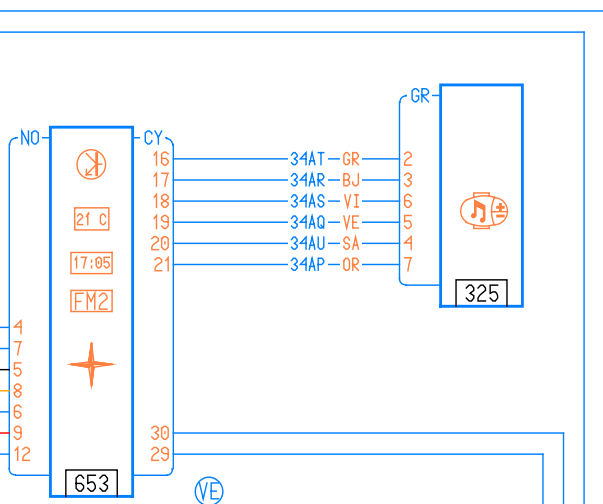 GR
NO CY
16 34AT GR 2
17 34AR BJ 3
18 34AS VI 6
21 C 19 34AQ VE 5
20 34AU SA 4
17:05 21 34AP OR 7
325
FM2
4
7
5
8
6
9 30
12 29
653
VE